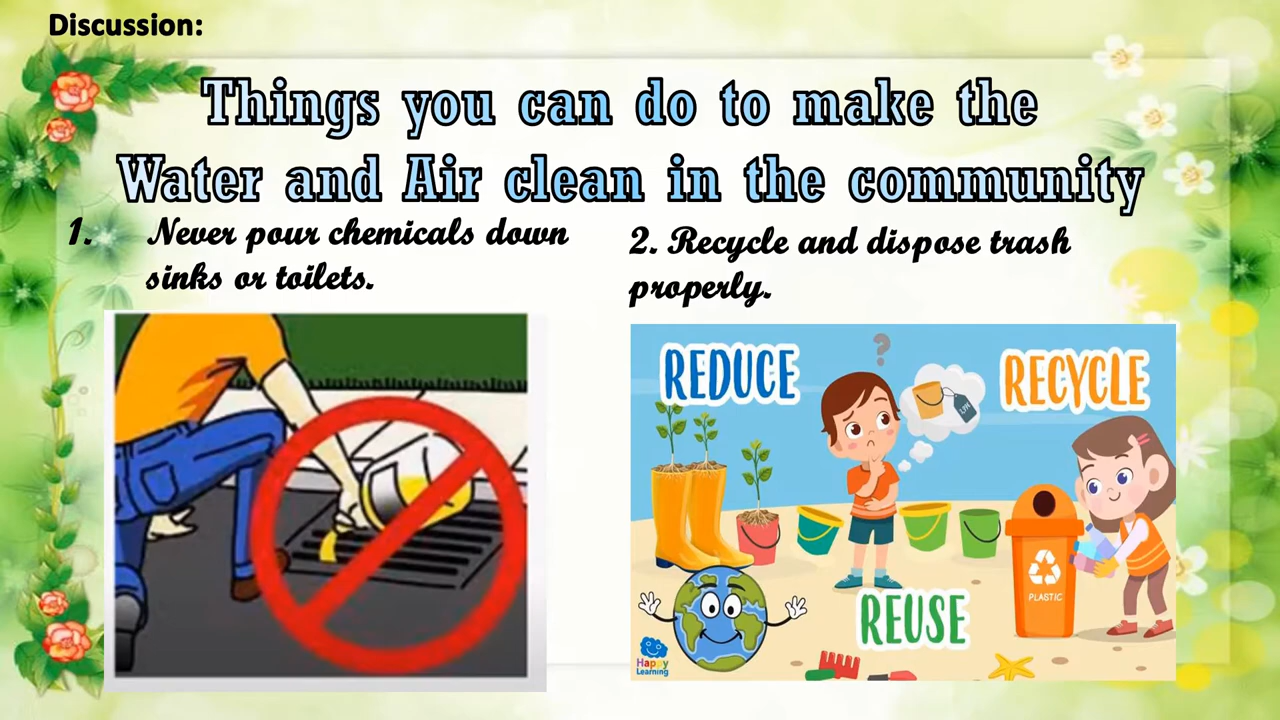 Discussion:
Things you can do to make the
Water and Air clean in the community
1. Never pour chemicals down
sinks or toilets.
2. Recycle and dispose trash
properly.
REDUCE
?
RECYCLE
PLASTIC
REUSE
Happy
Learning